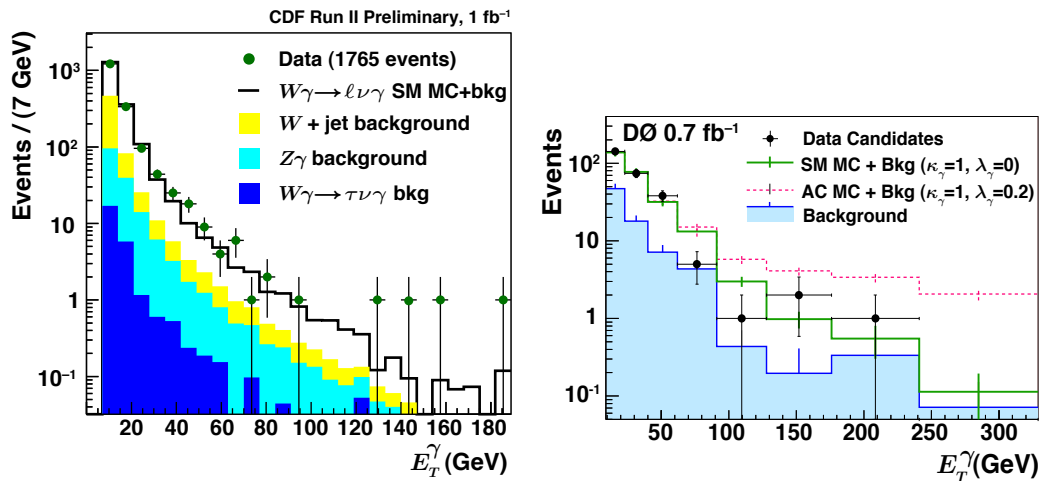 CDF Run II Preliminary, 1 fb⁻¹
Events / (7 GeV)
10³
10²
10
1
10⁻¹
Data (1765 events)
Wγ→ℓνγ SM MC+bkg
W + jet background
Zγ background
Wγ→τνγ bkg
20 40 60 80 100 120 140 160 180
E_T^γ (GeV)
Events
10²
10
1
10⁻¹
DØ 0.7 fb⁻¹
Data Candidates
SM MC + Bkg (κ_γ=1, λ_γ=0)
AC MC + Bkg (κ_γ=1, λ_γ=0.2)
Background
50 100 150 200 250 300
E_T^γ (GeV)